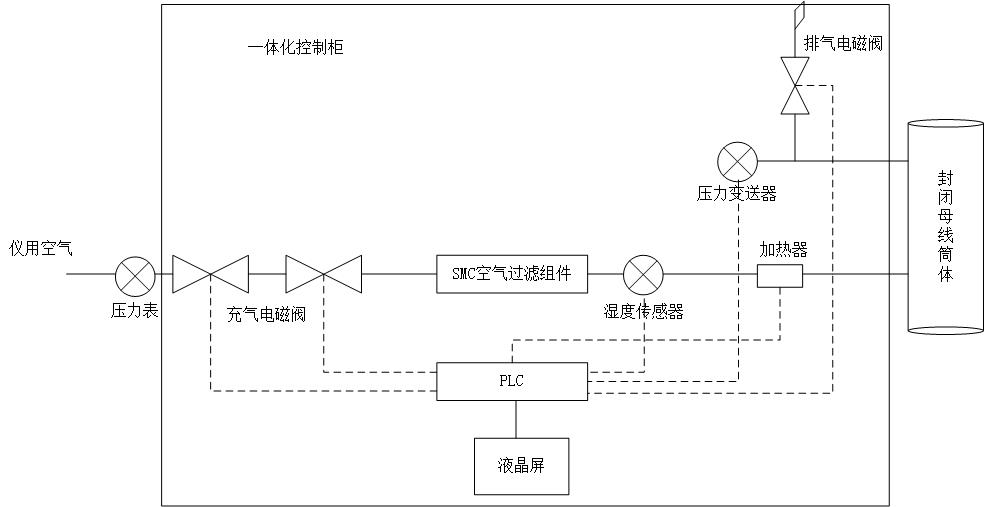 一体化控制柜
排气电磁阀
压力变送器
封闭母线筒体
仪用空气
加热器
SMC空气过滤组件
压力表
充气电磁阀
湿度传感器
PLC
液晶屏